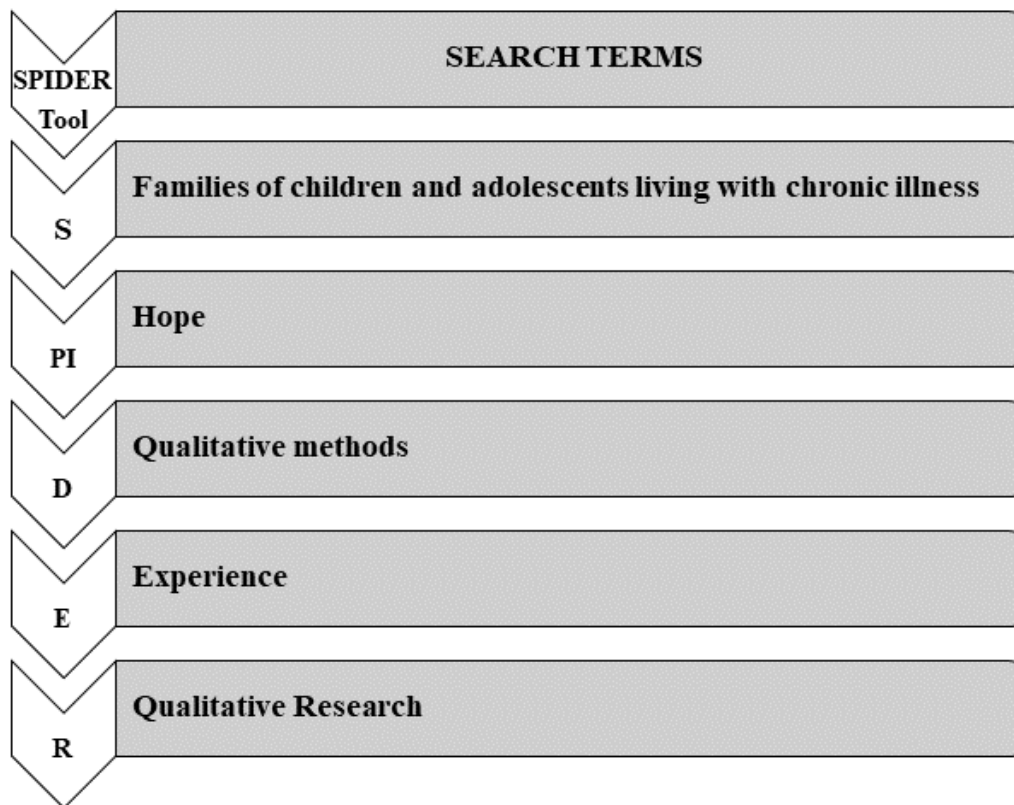 SPIDER
Tool
SEARCH TERMS
S
Families of children and adolescents living with chronic illness
PI
Hope
D
Qualitative methods
E
Experience
R
Qualitative Research